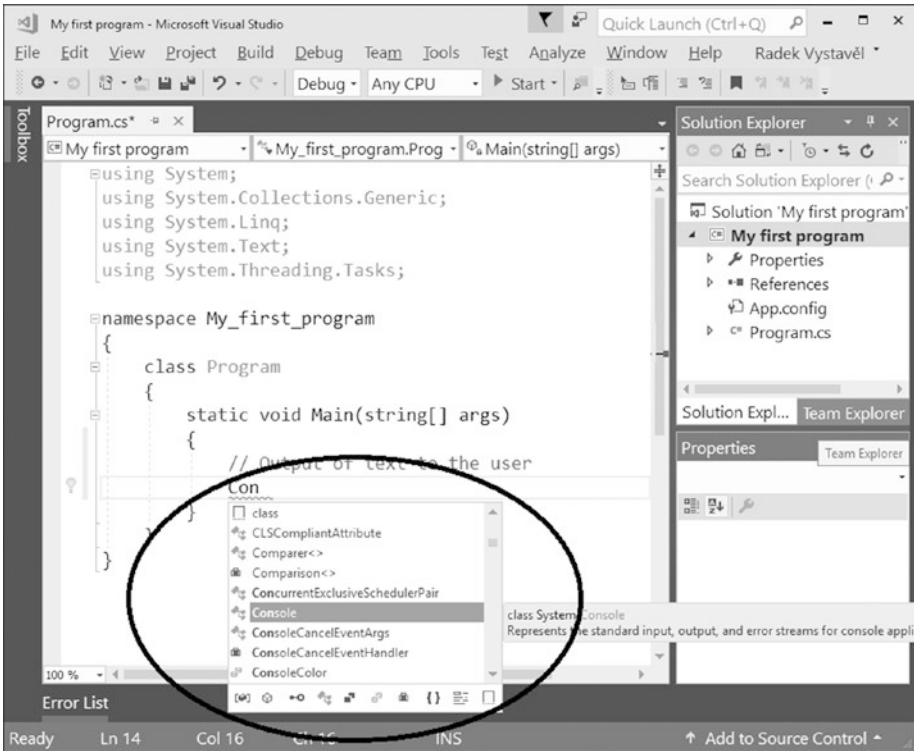 My first program - Microsoft Visual Studio
Quick Launch (Ctrl+Q)
File Edit View Project Build Debug Team Tools Test Analyze Window Help Radek Vystavěl
Debug Any CPU Start
Toolbox
Program.cs*
My first program My_first_program.Prog Main(string[] args)
using System;
using System.Collections.Generic;
using System.Linq;
using System.Text;
using System.Threading.Tasks;
namespace My_first_program
{
class Program
{
static void Main(string[] args)
{
// Output of text to the user
Con
}
}
}
class
CLSCompliantAttribute
Comparer<>
Comparison<>
ConcurrentExclusiveSchedulerPair
Console
ConsoleCancelEventArgs
ConsoleCancelEventHandler
ConsoleColor
class System.Console
Represents the standard input, output, and error streams for console appli
100 %
Solution Explorer
Search Solution Explorer (
Solution 'My first program'
My first program
Properties
References
App.config
C# Program.cs
Solution Expl... Team Explorer
Properties
Team Explorer
Error List
Ready Ln 14 Col 16 Ch 16 INS Add to Source Control